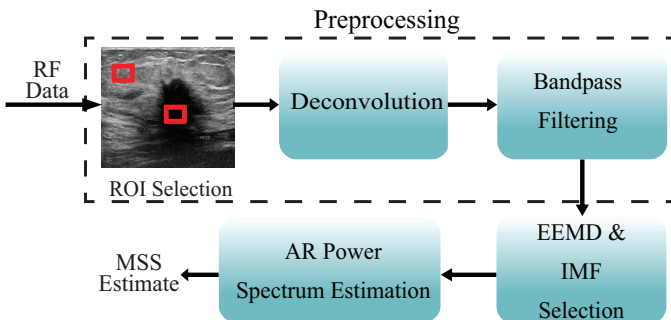 Preprocessing
RF
Data
ROI Selection
Deconvolution
Bandpass
Filtering
EEMD &
IMF
Selection
AR Power
Spectrum Estimation
MSS
Estimate